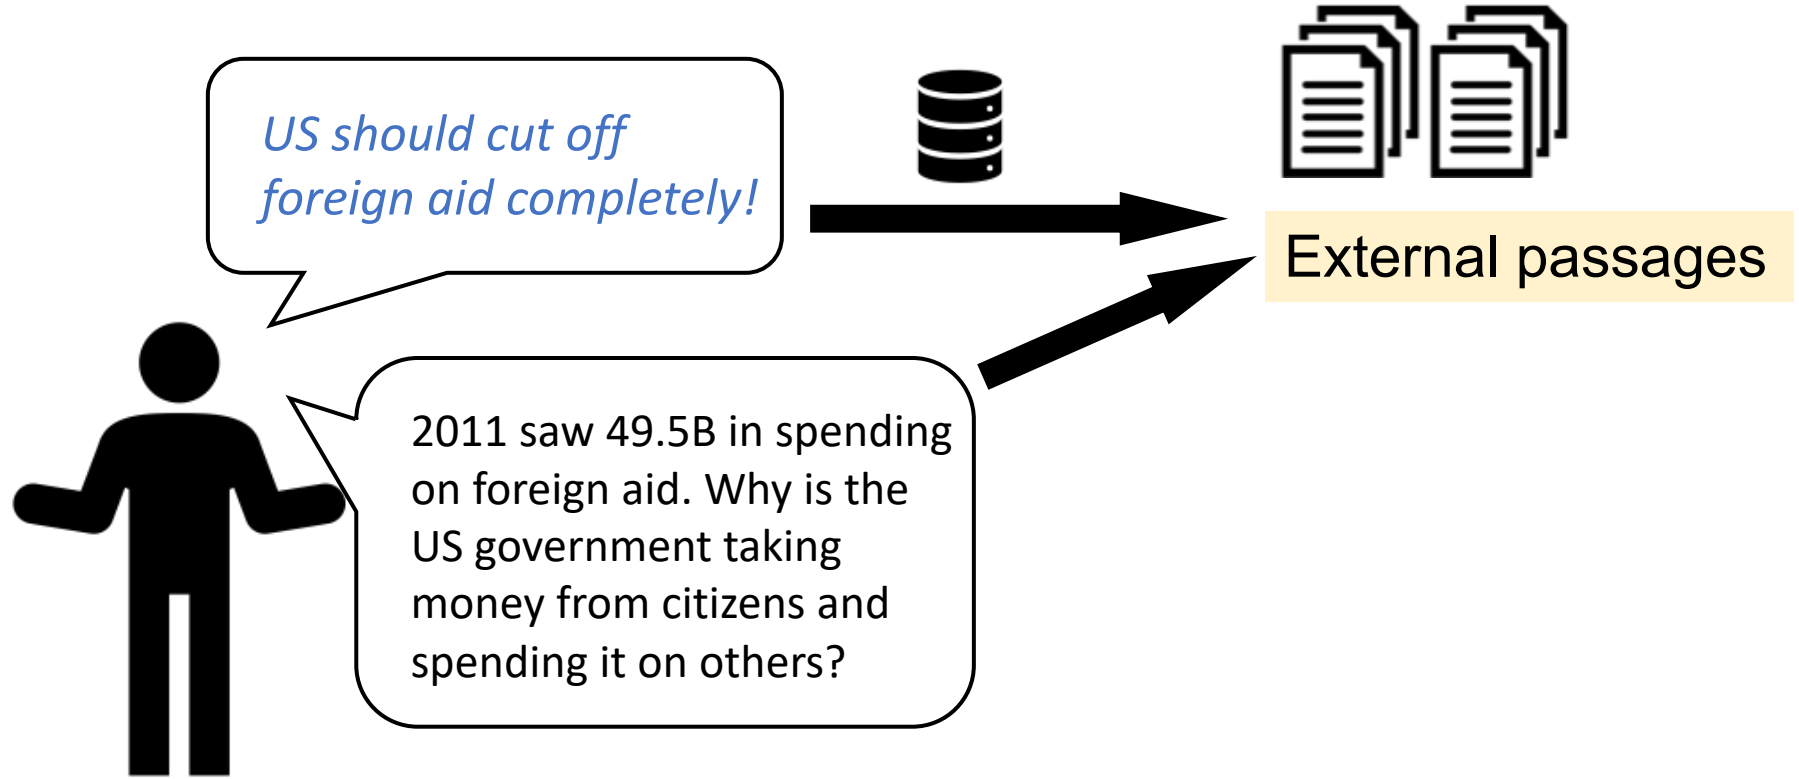 US should cut off
foreign aid completely!
External passages
2011 saw 49.5B in spending
on foreign aid. Why is the
US government taking
money from citizens and
spending it on others?